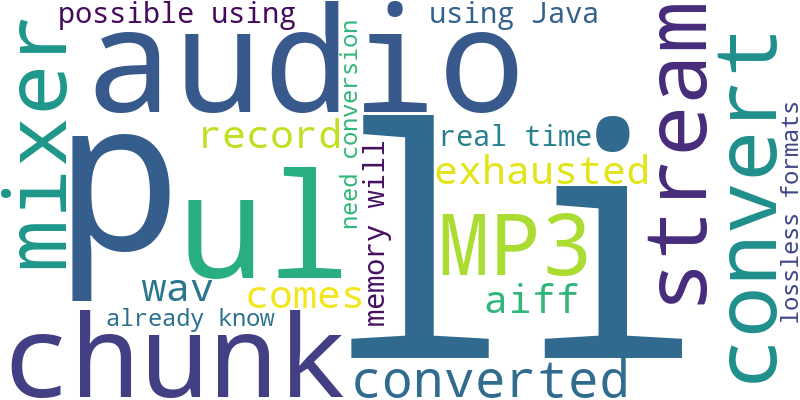 possible using
using Java
mixer
audio
need conversion
stream
convert
lossless formats
p
li
record
real time
exhausted
ul
memory will
MP3
wav
comes
aiff
already know
chunk
converted